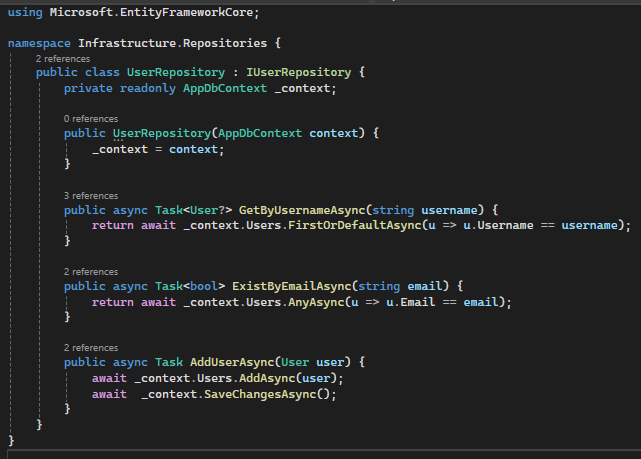 using Microsoft.EntityFrameworkCore;
namespace Infrastructure.Repositories {
2 references
public class UserRepository : IUserRepository {
private readonly AppDbContext _context;
0 references
public UserRepository(AppDbContext context) {
_context = context;
}
3 references
public async Task<User?> GetByUsernameAsync(string username) {
return await _context.Users.FirstOrDefaultAsync(u => u.Username == username);
}
2 references
public async Task<bool> ExistByEmailAsync(string email) {
return await _context.Users.AnyAsync(u => u.Email == email);
}
2 references
public async Task AddUserAsync(User user) {
await _context.Users.AddAsync(user);
await  _context.SaveChangesAsync();
}
}
}